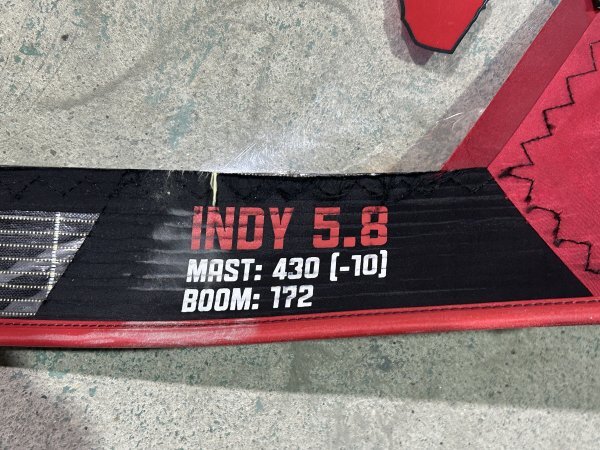 INDY 5.8
MAST: 430 [-10]
BOOM: 172